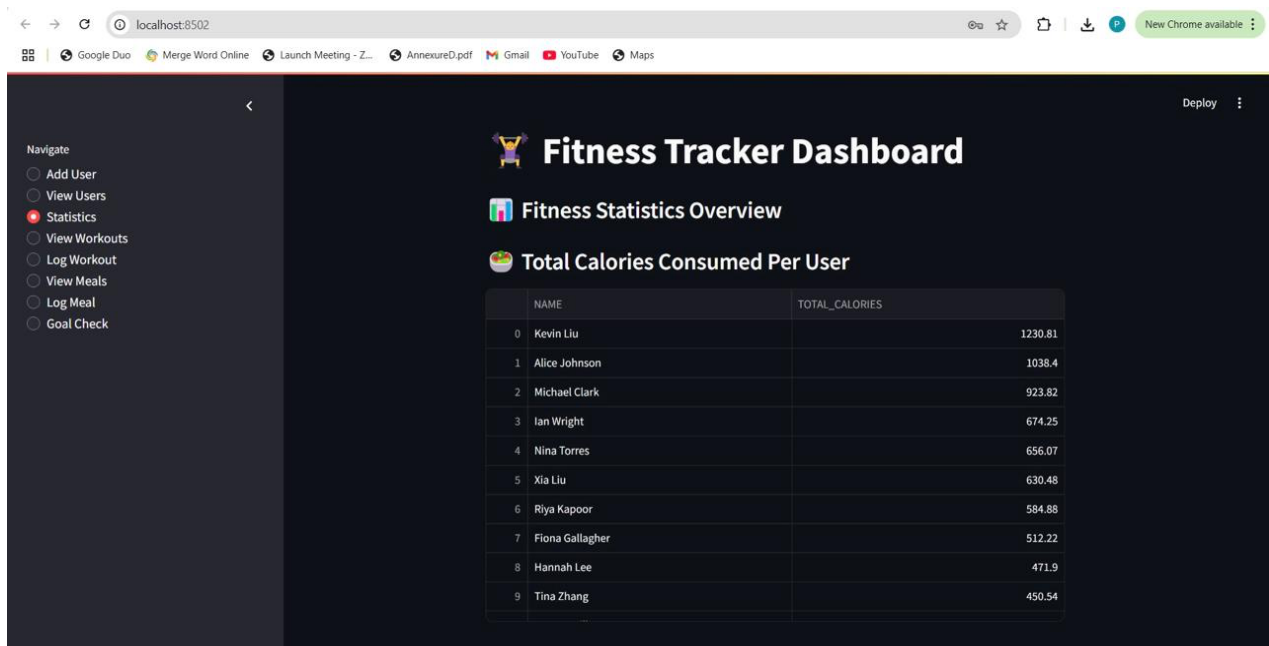 localhost:8502
New Chrome available
P
Google Duo
Merge Word Online
Launch Meeting - Z...
AnnexureD.pdf
Gmail
YouTube
Maps
Deploy
Navigate
Add User
View Users
Statistics
View Workouts
Log Workout
View Meals
Log Meal
Goal Check
Fitness Tracker Dashboard
Fitness Statistics Overview
Total Calories Consumed Per User
NAME TOTAL_CALORIES
0 Kevin Liu 1230.81
1 Alice Johnson 1038.4
2 Michael Clark 923.82
3 Ian Wright 674.25
4 Nina Torres 656.07
5 Xia Liu 630.48
6 Riya Kapoor 584.88
7 Fiona Gallagher 512.22
8 Hannah Lee 471.9
9 Tina Zhang 450.54